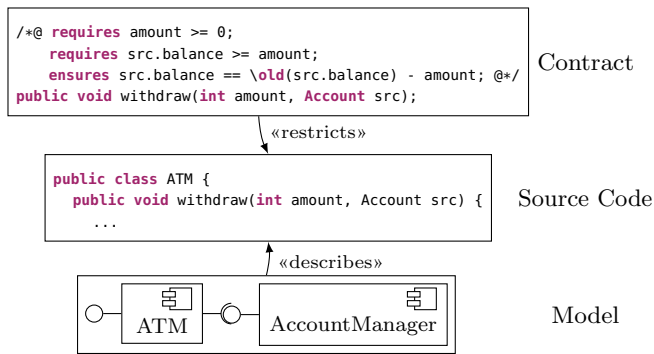 /*@ requires amount >= 0;
requires src.balance >= amount;
ensures src.balance == \old(src.balance) - amount; @*/
public void withdraw(int amount, Account src);
Contract
«restricts»
public class ATM {
public void withdraw(int amount, Account src) {
...
Source Code
«describes»
ATM
AccountManager
Model